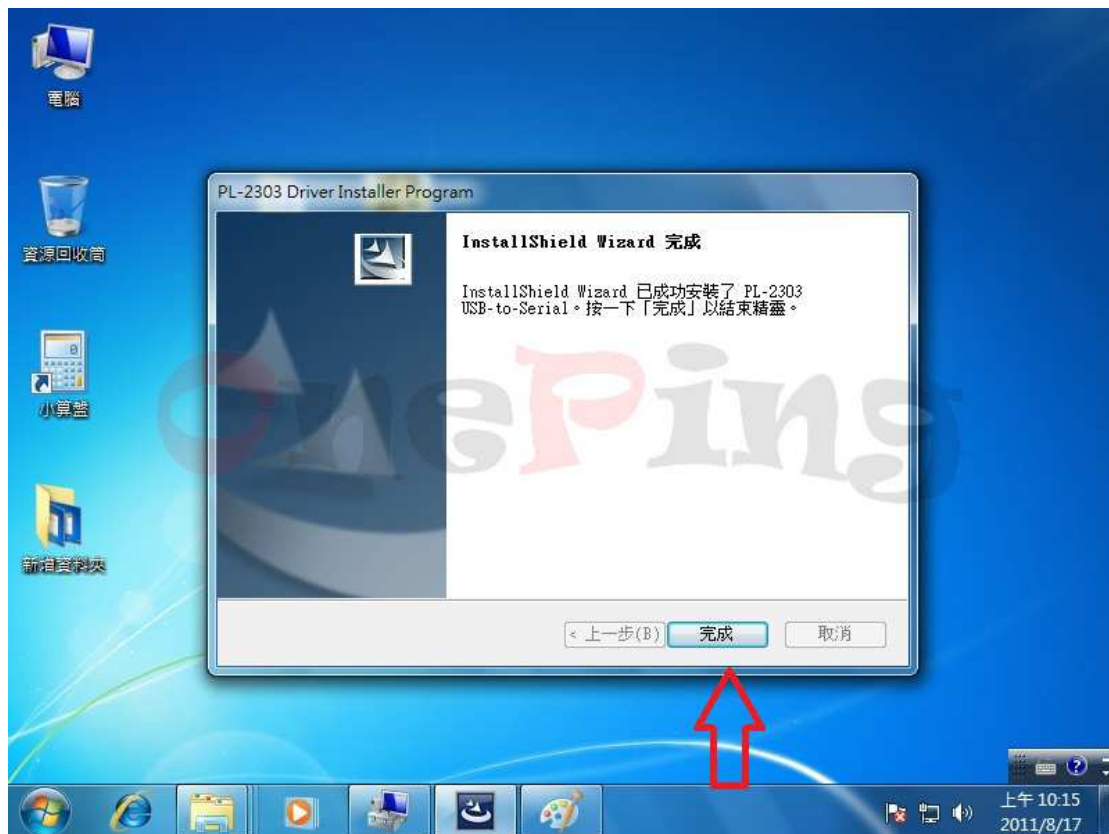 電腦
資源回收筒
小算盤
新增資料夾
PL-2303 Driver Installer Program
InstallShield Wizard 完成
InstallShield Wizard 已成功安裝了 PL-2303
USB-to-Serial。按一下「完成」以結束精靈。
OnePing
< 上一步(B)
完成
取消
上午 10:15
2011/8/17